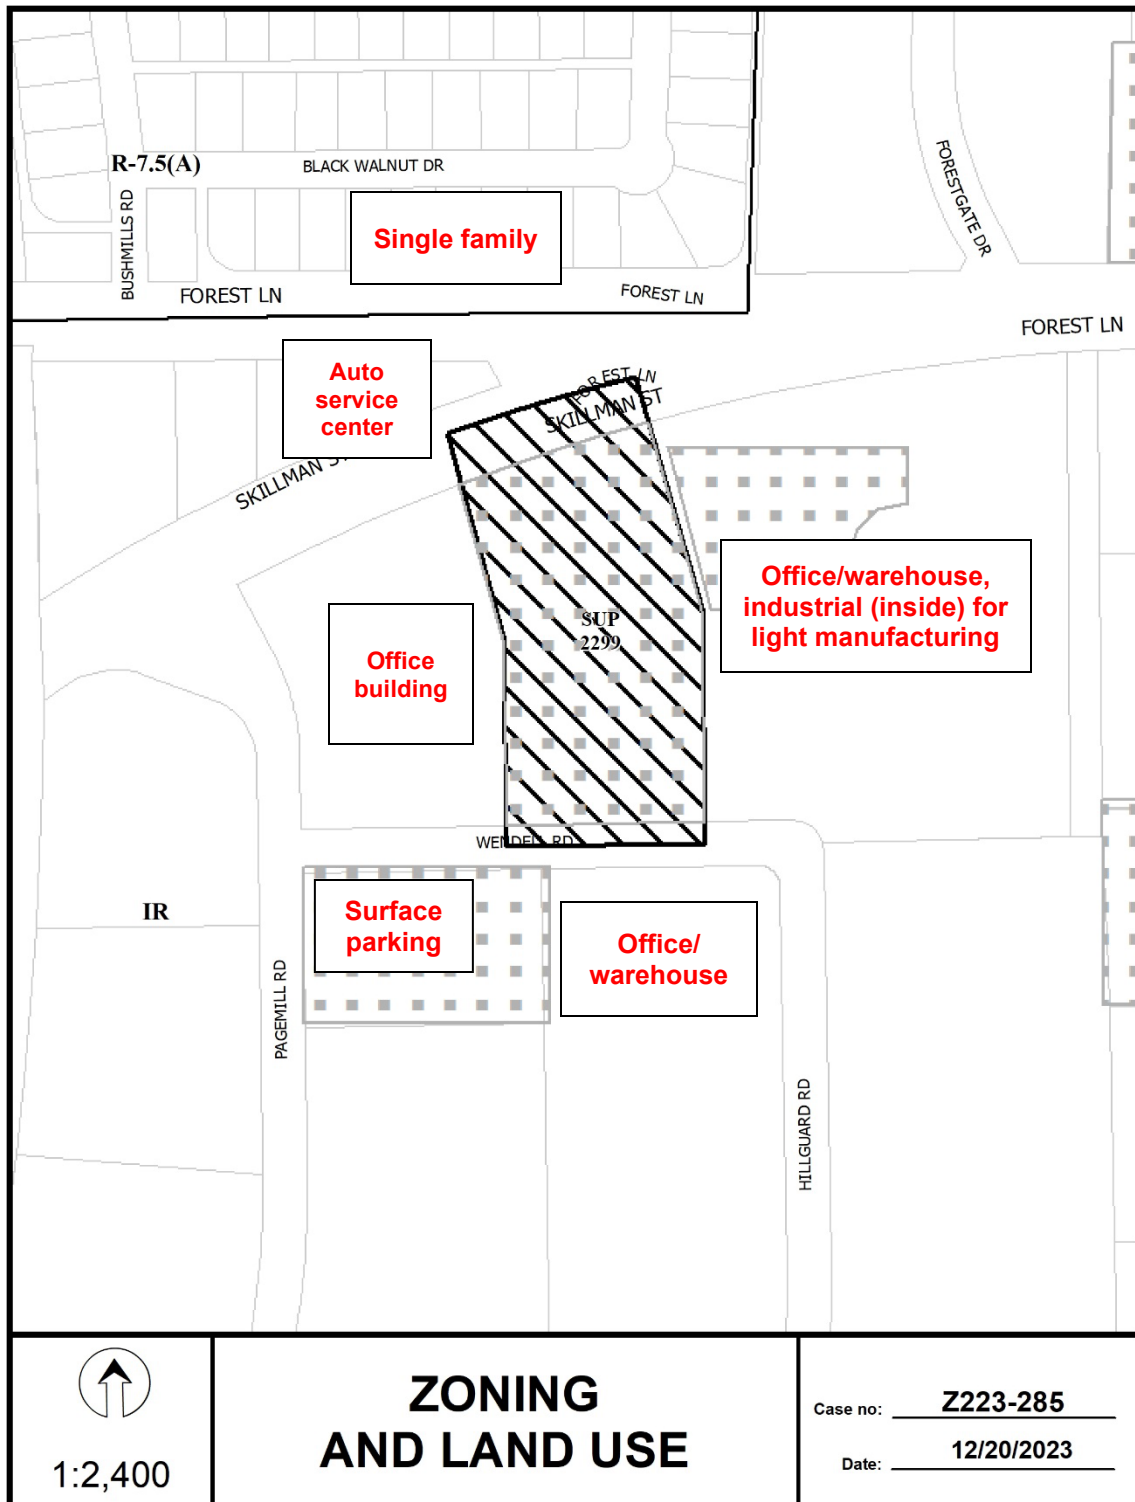 R-7.5(A)
BLACK WALNUT DR
BUSHMILLS RD
FORESTGATE DR
Single family
FOREST LN
FOREST LN
FOREST LN
Auto
service
center
FOREST LN
SKILLMAN ST
SKILLMAN ST
Office/warehouse,
industrial (inside) for
light manufacturing
SUP
2299
Office
building
WENDELL RD
IR
Surface
parking
Office/
warehouse
PAGEMILL RD
HILLGUARD RD
1:2,400
ZONING
AND LAND USE
Case no: Z223-285
Date: 12/20/2023